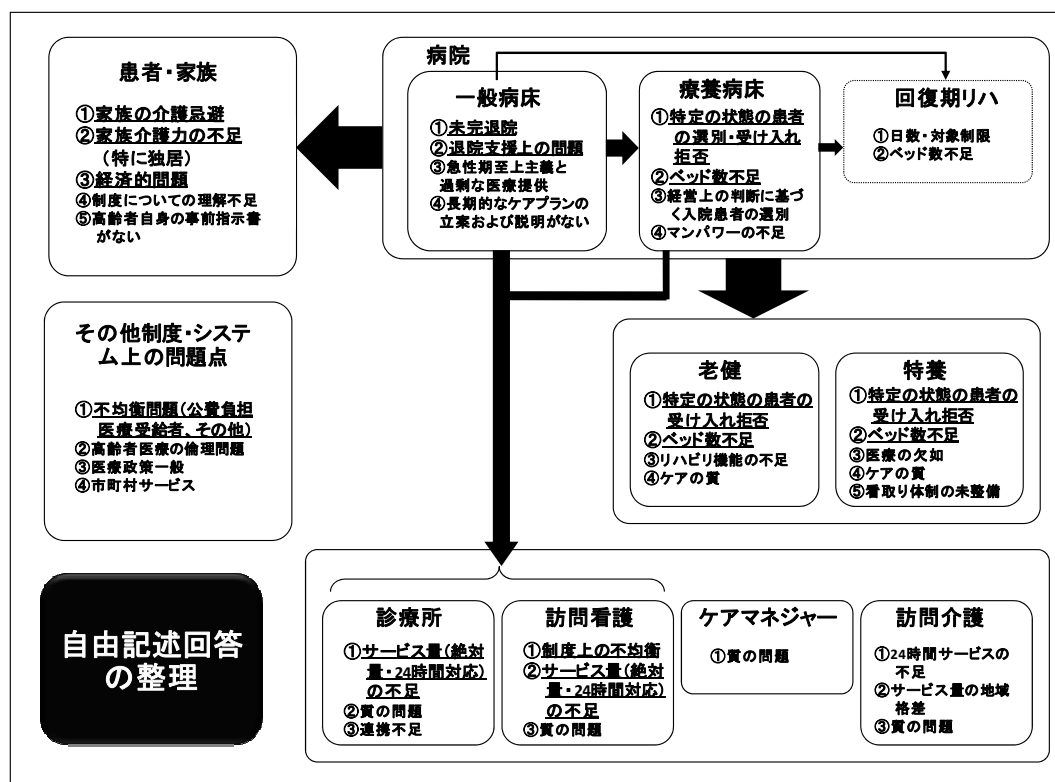 患者・家族
①家族の介護忌避
②家族介護力の不足
(特に独居)
③経済的問題
④制度についての理解不足
⑤高齢者自身の事前指示書
がない
病院
一般病床
①未完退院
②退院支援上の問題
③急性期至上主義と
過剰な医療提供
④長期的なケアプランの
立案および説明がない
療養病床
①特定の状態の患者
の選別・受け入れ
拒否
②ベッド数不足
③経営上の判断に基づ
く入院患者の選別
④マンパワーの不足
回復期リハ
①日数・対象制限
②ベッド数不足
その他制度・システ
ム上の問題点
①不均衡問題(公費負担
医療受給者、その他)
②高齢者医療の倫理問題
③医療政策一般
④市町村サービス
老健
①特定の状態の患者の
受け入れ拒否
②ベッド数不足
③リハビリ機能の不足
④ケアの質
特養
①特定の状態の患者の
受け入れ拒否
②ベッド数不足
③医療の欠如
④ケアの質
⑤看取り体制の未整備
自由記述回答
の整理
診療所
①サービス量(絶対
量・24時間対応)
の不足
②質の問題
③連携不足
訪問看護
①制度上の不均衡
②サービス量(絶対
量・24時間対応)
の不足
③質の問題
ケアマネジャー
①質の問題
訪問介護
①24時間サービスの
不足
②サービス量の地域
格差
③質の問題